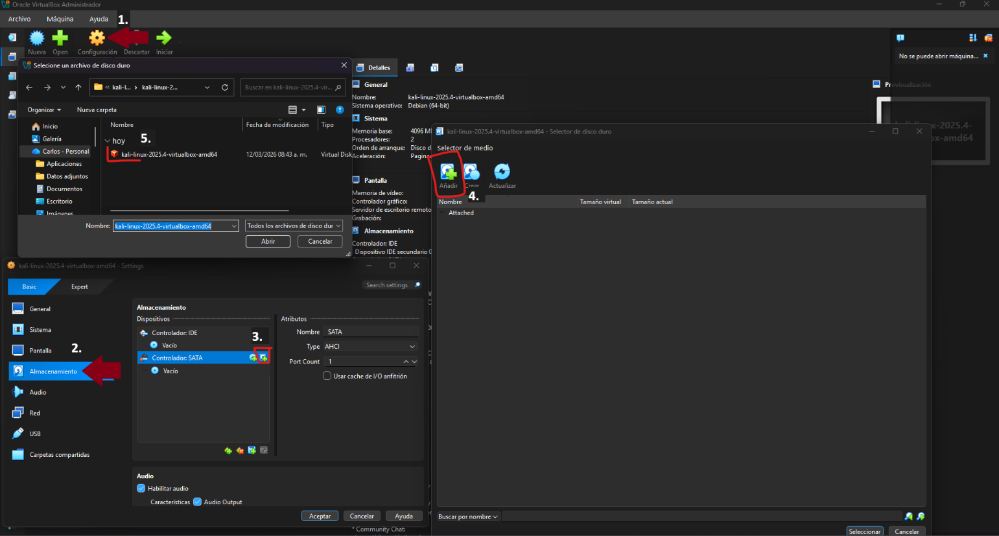 Oracle VirtualBox Administrador
Archivo Máquina Ayuda 1.
Nueva Open Configuración Descartar Iniciar
No se puede abrir máquina...
Selecione un archivo de disco duro
kali-l... › kali-linux-2...
Buscar en kali-linux-2025.4-vir...
Organizar Nueva carpeta
Inicio
Galería
Carlos - Personal
Aplicaciones
Datos adjuntos
Documentos
Escritorio
Imágenes
Nombre Fecha de modificación Tipo
hoy 5.
kali-linux-2025.4-virtualbox-amd64 12/03/2026 08:43 a. m. Virtual Disk
Nombre: kali-linux-2025.4-virtualbox-amd64 Todos los archivos de disco dur
Abrir Cancelar
Detalles
General
Nombre: kali-linux-2025.4-virtualbox-amd64
Sistema operativo: Debian (64-bit)
Sistema
Memoria base: 4096 M
Procesadores: 2
Orden de arranque: Disco d
Aceleración: Pagina
Pantalla
Memoria de vídeo:
Controlador gráfico:
Servidor de escritorio remoto
Grabación:
Almacenamiento
Controlador: IDE
Dispositivo IDE secundario 0
Previsualización
kali-linux-2025.4-
virtualbox-amd64
kali-linux-2025.4-virtualbox-amd64 - Selector de disco duro
Selector de medio
Añadir Crear Actualizar
4.
Nombre Tamaño virtual Tamaño actual
Attached
Buscar por nombre
Seleccionar Cancelar
kali-linux-2025.4-virtualbox-amd64 - Settings
Basic Expert
Search settings
General
Sistema
Pantalla
2.
Almacenamiento
Audio
Red
USB
Carpetas compartidas
Almacenamiento
Dispositivos
Controlador: IDE
Vacío
3.
Controlador: SATA
Vacío
Atributos
Nombre SATA
Type AHCI
Port Count 1
Usar cache de I/O anfitrión
Audio
Habilitar audio
Características Audio Output
Aceptar Cancelar Ayuda
* Community Chat: